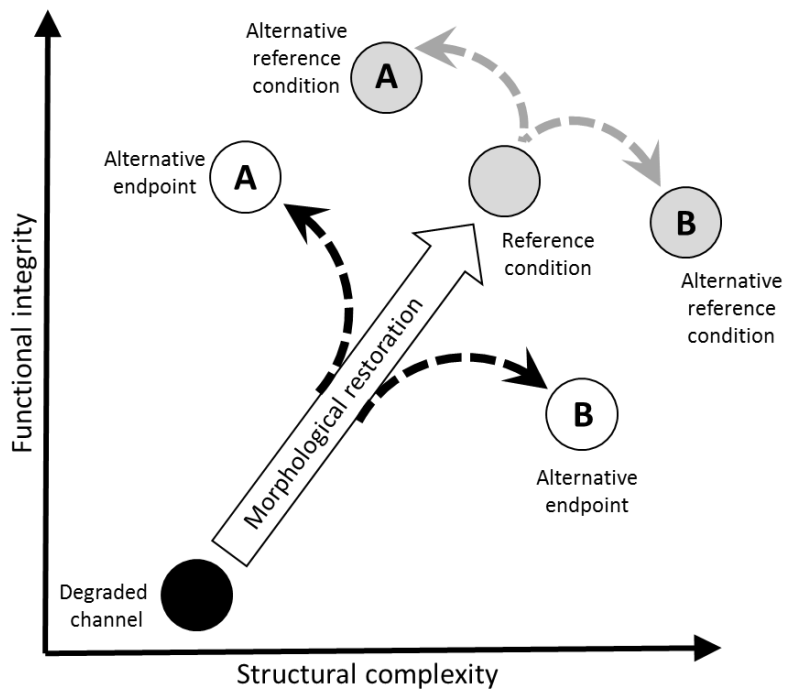 Alternative
reference
condition
A
B
Alternative
reference
condition
Reference
condition
Alternative
endpoint
A
B
Alternative
endpoint
Morphological restoration
Degraded
channel
Functional integrity
Structural complexity